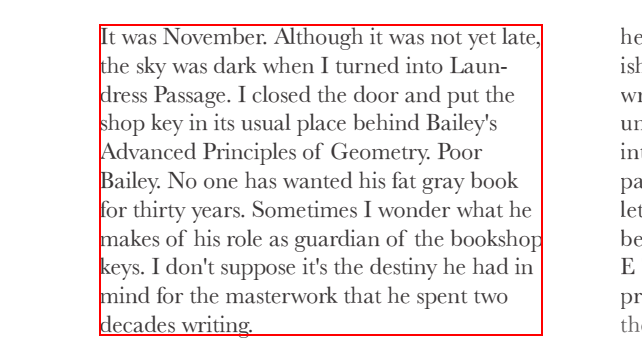 It was November. Although it was not yet late,
the sky was dark when I turned into Laun-
dress Passage. I closed the door and put the
shop key in its usual place behind Bailey's
Advanced Principles of Geometry. Poor
Bailey. No one has wanted his fat gray book
for thirty years. Sometimes I wonder what he
makes of his role as guardian of the bookshop
keys. I don't suppose it's the destiny he had in
mind for the masterwork that he spent two
decades writing.
he
ish
wr
un
int
pa
let
be
E
pr
the